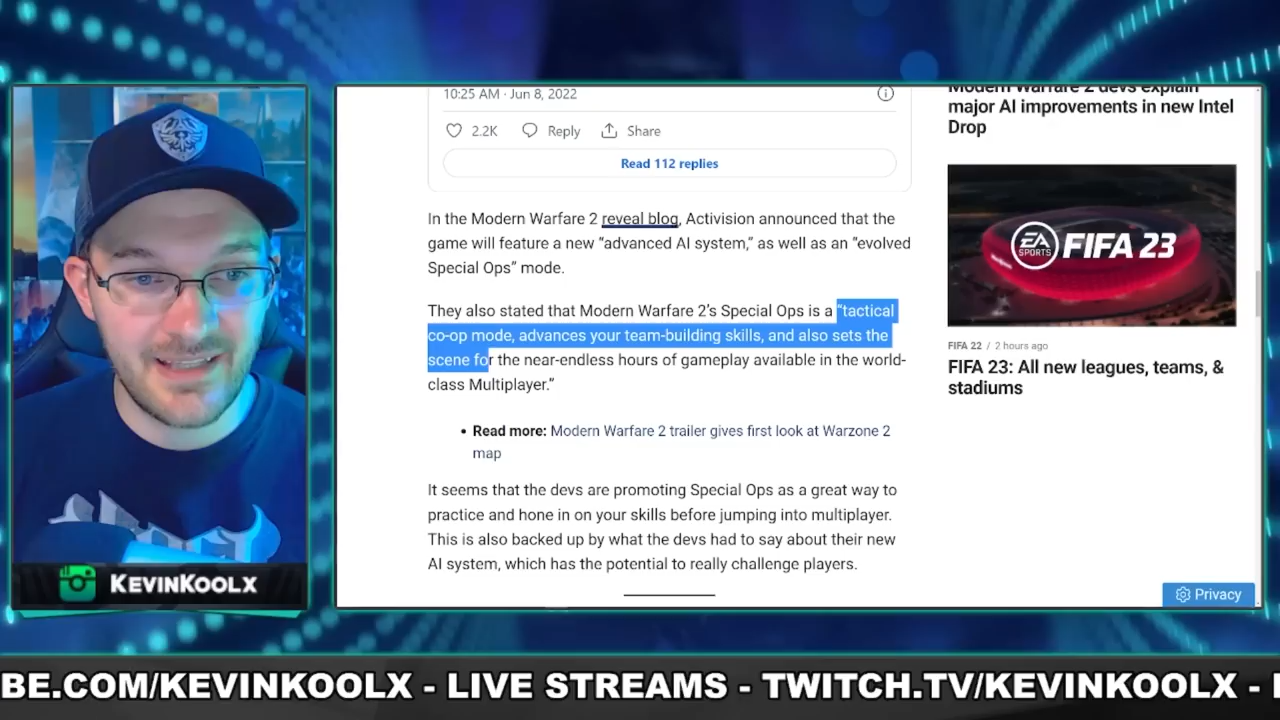 10:25 AM · Jun 8, 2022
2.2K Reply Share
Read 112 replies
In the Modern Warfare 2 reveal blog, Activision announced that the
game will feature a new “advanced AI system,” as well as an “evolved
Special Ops” mode.
They also stated that Modern Warfare 2’s Special Ops is a “tactical
co-op mode, advances your team-building skills, and also sets the
scene for the near-endless hours of gameplay available in the world-
class Multiplayer.”
• Read more: Modern Warfare 2 trailer gives first look at Warzone 2
map
It seems that the devs are promoting Special Ops as a great way to
practice and hone in on your skills before jumping into multiplayer.
This is also backed up by what the devs had to say about their new
AI system, which has the potential to really challenge players.
Modern Warfare 2 devs explain
major AI improvements in new Intel
Drop
EA
SPORTS
FIFA 23
FIFA 22 / 2 hours ago
FIFA 23: All new leagues, teams, &
stadiums
Privacy
KEVINKOOLX
BE.COM/KEVINKOOLX - LIVE STREAMS - TWITCH.TV/KEVINKOOLX -